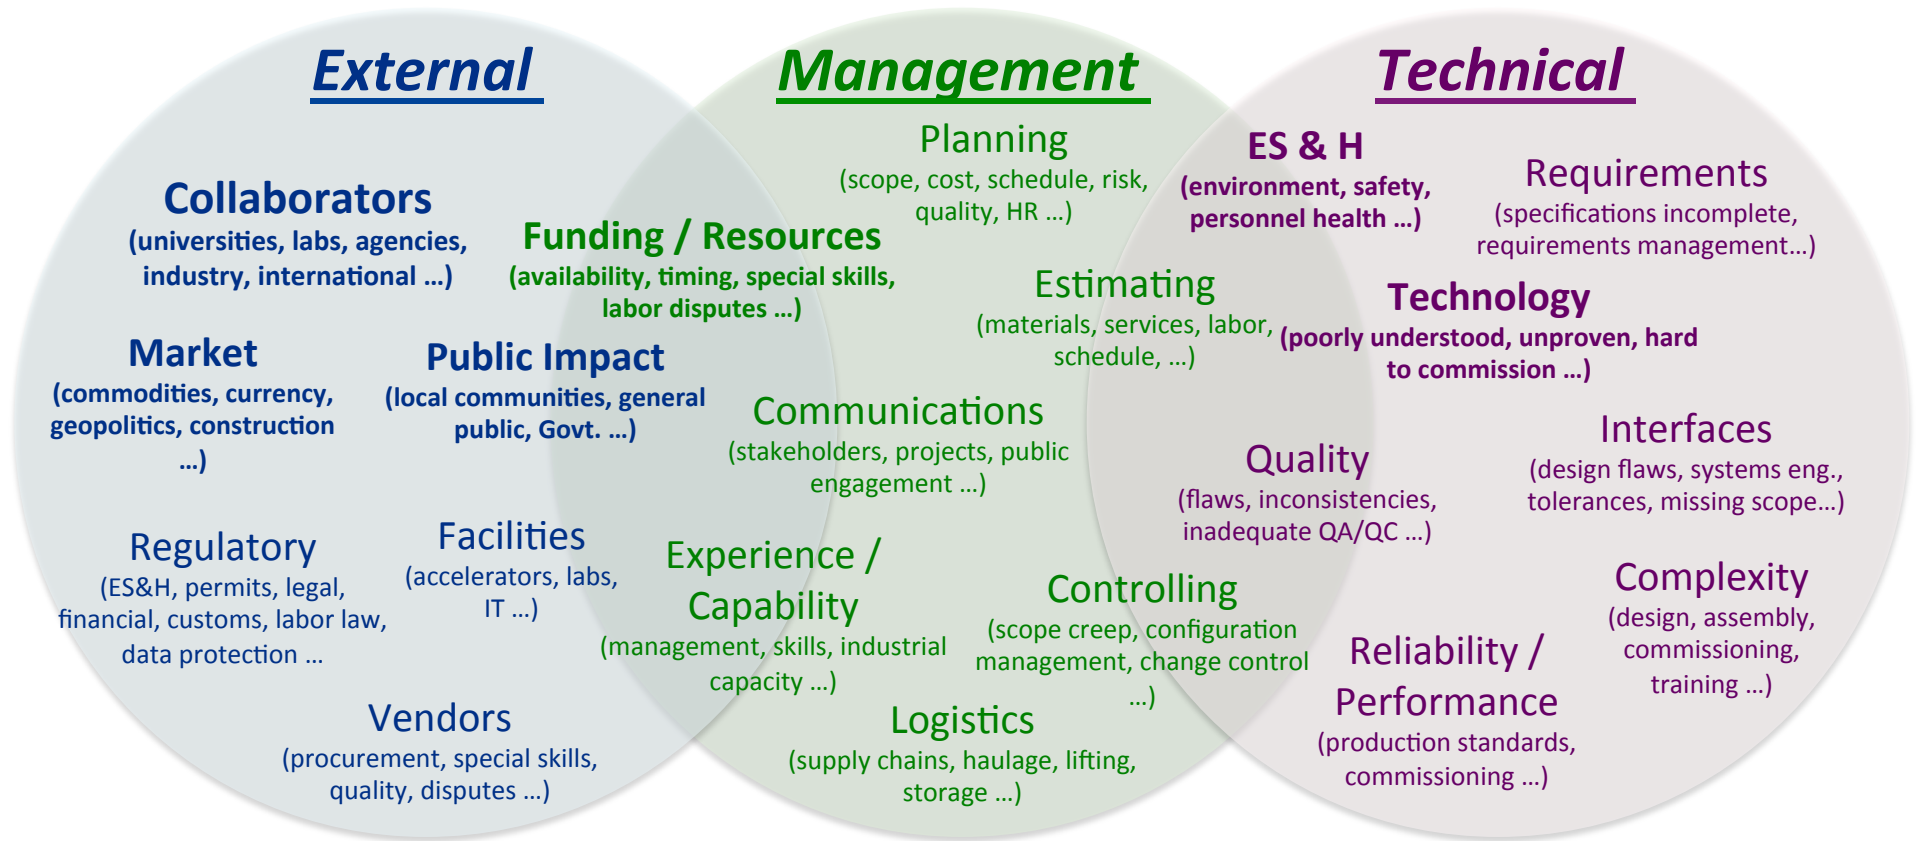 External
Collaborators
(universities, labs, agencies,
industry, international ...)
Market
(commodities, currency,
geopolitics, construction
...)
Public Impact
(local communities, general
public, Govt. ...)
Regulatory
(ES&H, permits, legal,
financial, customs, labor law,
data protection ...
Facilities
(accelerators, labs,
IT ...)
Vendors
(procurement, special skills,
quality, disputes ...)
Management
Planning
(scope, cost, schedule, risk,
quality, HR ...)
Funding / Resources
(availability, timing, special skills,
labor disputes ...)
Estimating
(materials, services, labor,
schedule, ...)
Communications
(stakeholders, projects, public
engagement ...)
Experience /
Capability
(management, skills, industrial
capacity ...)
Controlling
(scope creep, configuration
management, change control
...)
Logistics
(supply chains, haulage, lifting,
storage ...)
Technical
ES & H
(environment, safety,
personnel health ...)
Requirements
(specifications incomplete,
requirements management...)
Technology
(poorly understood, unproven, hard
to commission ...)
Quality
(flaws, inconsistencies,
inadequate QA/QC ...)
Interfaces
(design flaws, systems eng.,
tolerances, missing scope...)
Complexity
(design, assembly,
commissioning,
training ...)
Reliability /
Performance
(production standards,
commissioning ...)